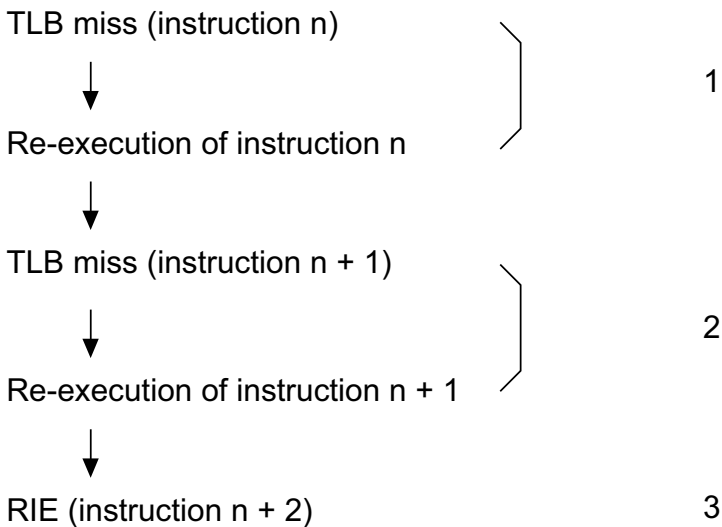 TLB miss (instruction n)
1
Re-execution of instruction n
TLB miss (instruction n + 1)
2
Re-execution of instruction n + 1
RIE (instruction n + 2)
3